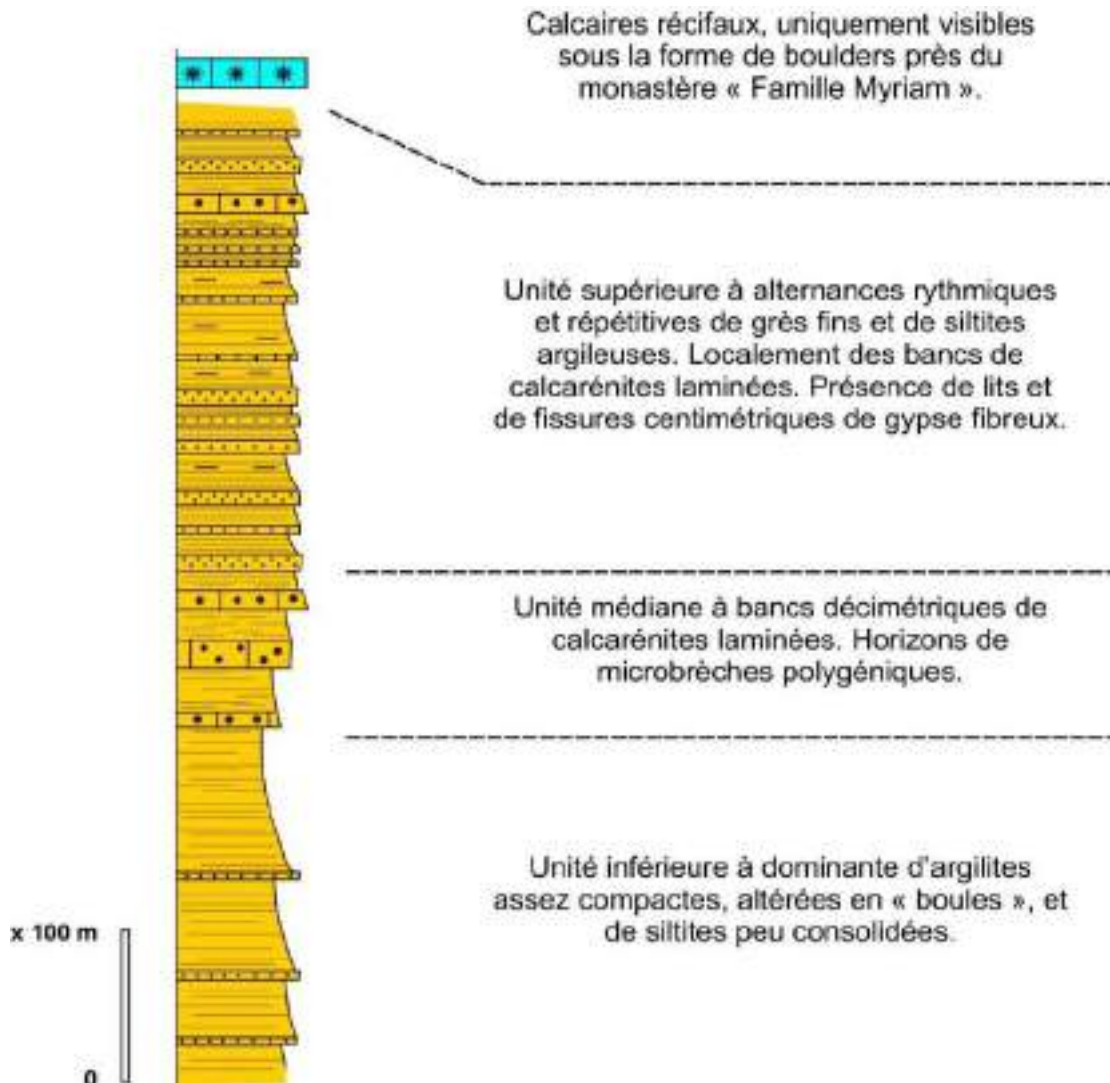 Calcaires récifaux, uniquement visibles
sous la forme de boulders près du
monastère « Famille Myriam ».
Unité supérieure à alternances rythmiques
et répétitives de grès fins et de siltites
argileuses. Localement des bancs de
calcarénites laminées. Présence de lits et
de fissures centimétriques de gypse fibreux.
Unité médiane à bancs décimétriques de
calcarénites laminées. Horizons de
microbrèches polygéniques.
Unité inférieure à dominante d'argilites
assez compactes, altérées en « boules », et
de siltites peu consolidées.
x 100 m
0